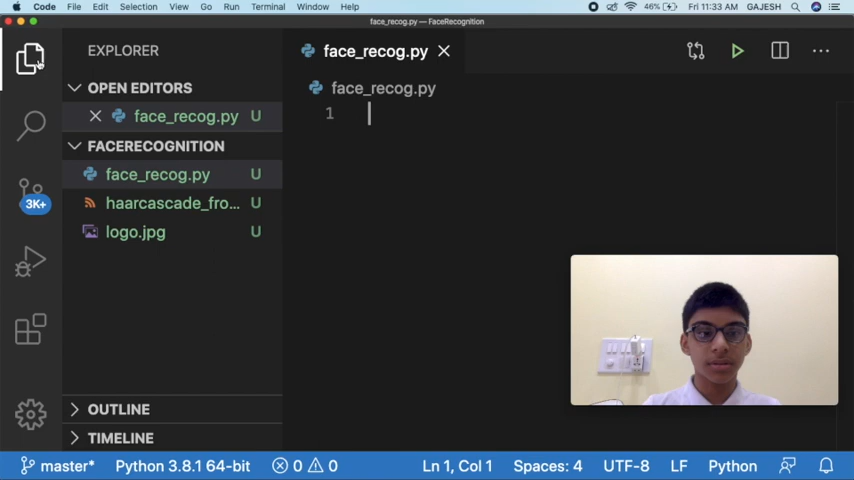 Code File Edit Selection View Go Run Terminal Window Help 46% Fri 11:33 AM GAJESH
face_recog.py — FaceRecognition
EXPLORER
face_recog.py
OPEN EDITORS
face_recog.py
face_recog.py U
1
FACERECOGNITION
face_recog.py U
3K+
haarcascade_fro... U
logo.jpg U
OUTLINE
TIMELINE
master* Python 3.8.1 64-bit 0 0 Ln 1, Col 1 Spaces: 4 UTF-8 LF Python